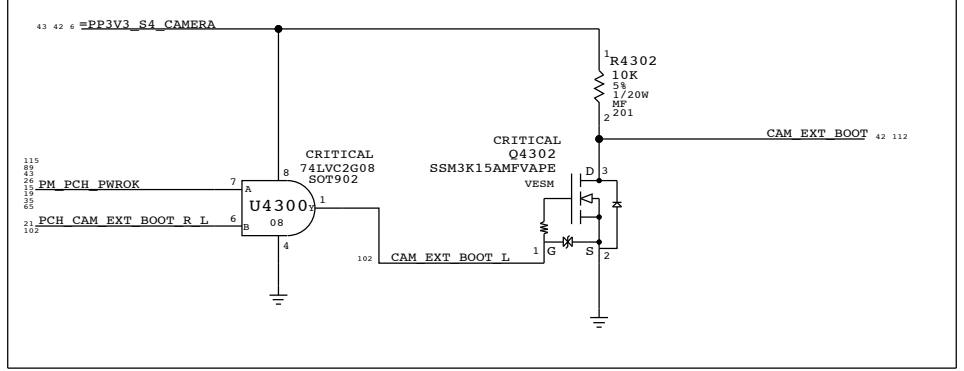 43 42 6 =PP3V3_S4_CAMERA
1
R4302
10K
5%
1/20W
MF
201
2
CAM_EXT_BOOT 42 112
CRITICAL
Q4302
SSM3K15AMFVAPE
VESM
D 3
CRITICAL
74LVC2G08
SOT902
8
115
89
43
26
15
19
35
65
PM_PCH_PWROK
7
A
U4300
Y
1
08
21
102
PCH_CAM_EXT_BOOT_R_L
6
B
4
102 CAM_EXT_BOOT_L
1 G
S
2